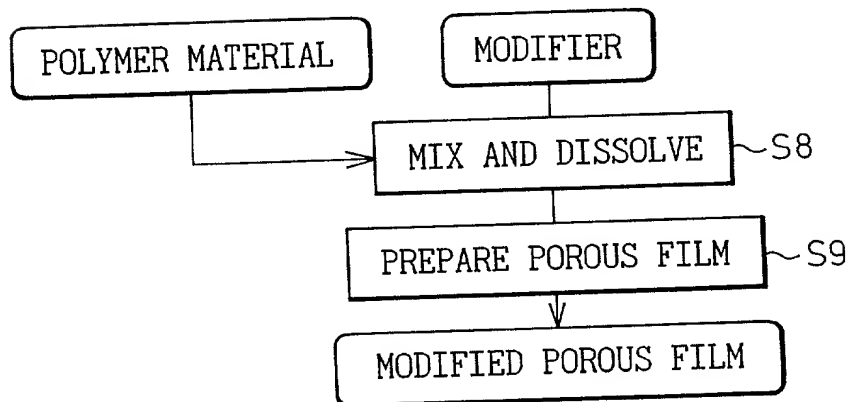 POLYMER MATERIAL
MODIFIER
MIX AND DISSOLVE S8
PREPARE POROUS FILM S9
MODIFIED POROUS FILM